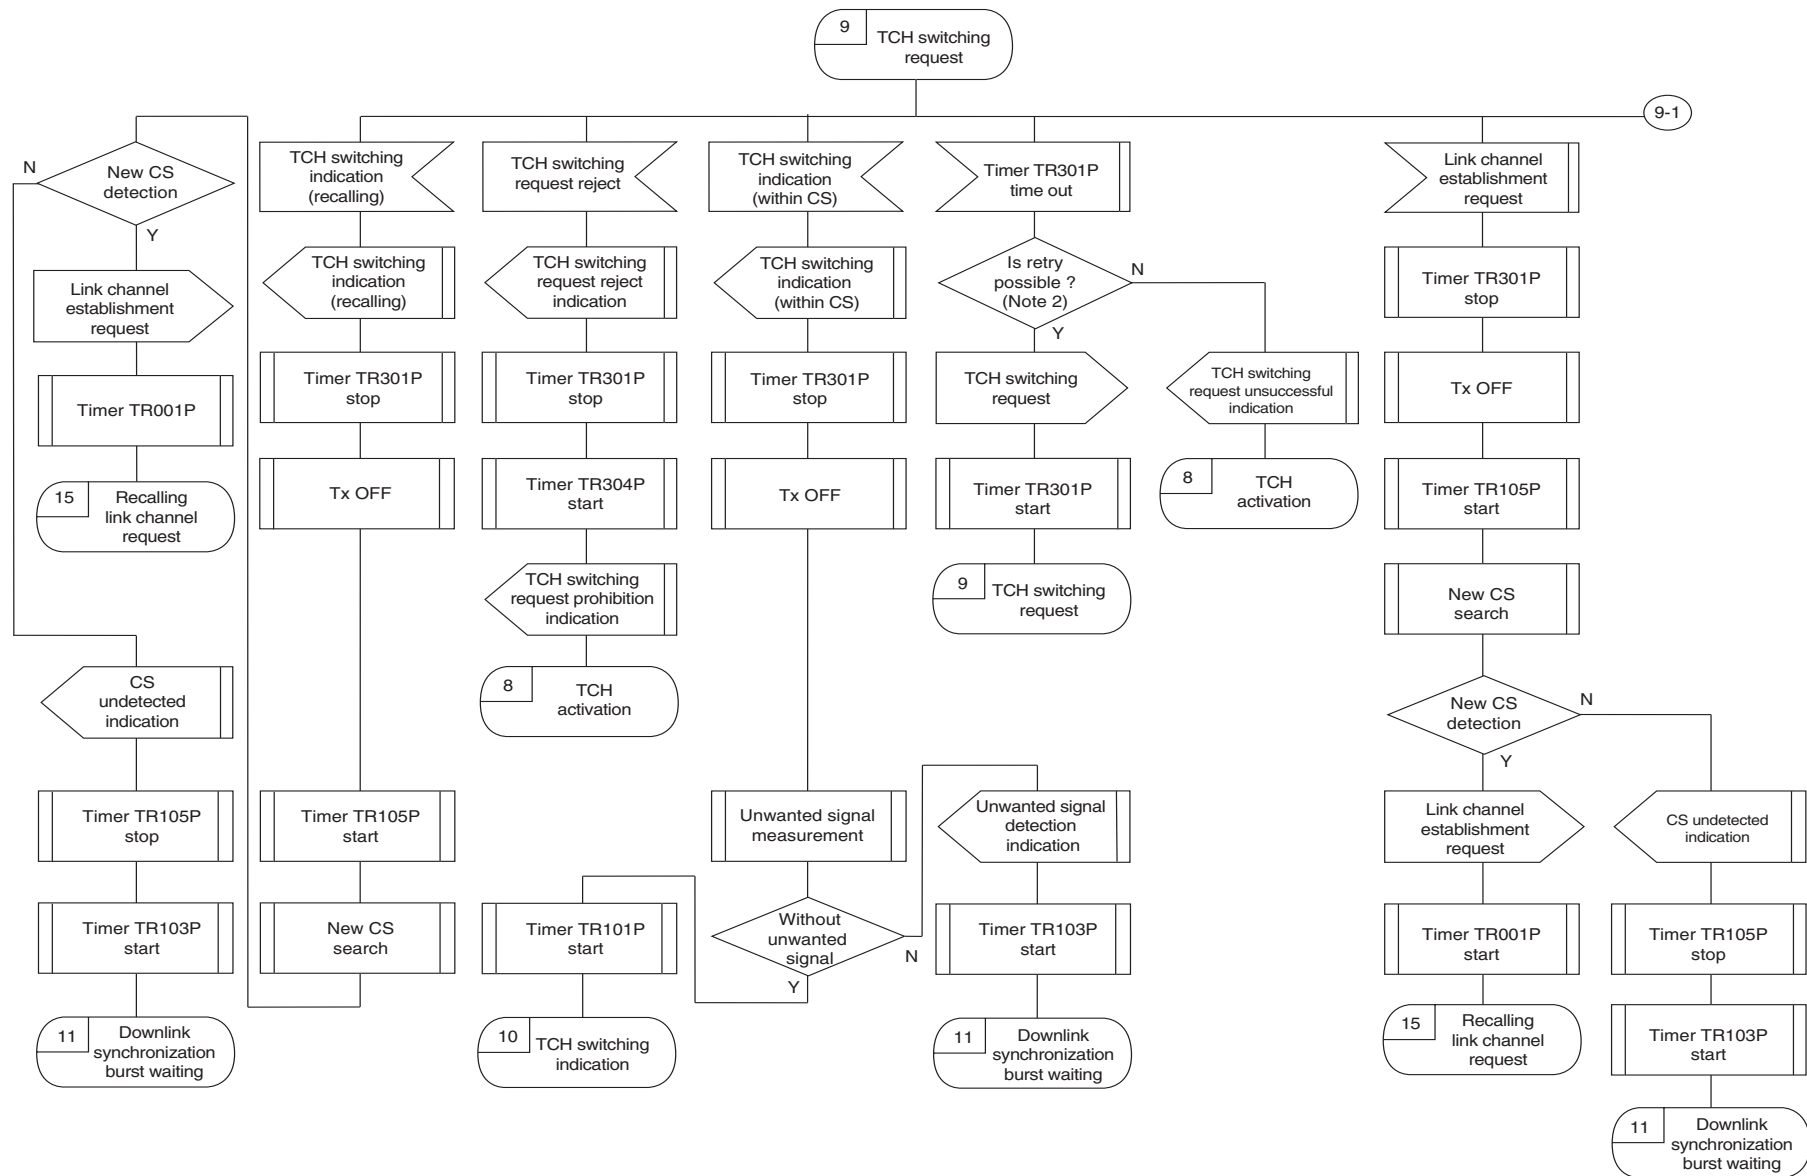 9
TCH switching
request
9-1
N
New CS
detection
Y
Link channel
establishment
request
Timer TR001P
15
Recalling
link channel
request
CS
undetected
indication
Timer TR105P
stop
Timer TR103P
start
11
Downlink
synchronization
burst waiting
TCH switching
indication
(recalling)
TCH switching
indication
(recalling)
Timer TR301P
stop
Tx OFF
Timer TR105P
start
New CS
search
TCH switching
request reject
TCH switching
request reject
indication
Timer TR301P
stop
Timer TR304P
start
TCH switching
request prohibition
indication
8
TCH
activation
Timer TR101P
start
10
TCH switching
indication
TCH switching
indication
(within CS)
TCH switching
indication
(within CS)
Timer TR301P
stop
Tx OFF
Unwanted signal
measurement
Without
unwanted
signal
N
Y
Timer TR301P
time out
Is retry
possible ?
(Note 2)
N
Y
TCH switching
request
Timer TR301P
start
9
TCH switching
request
Unwanted signal
detection
indication
Timer TR103P
start
11
Downlink
synchronization
burst waiting
TCH switching
request unsuccessful
indication
8
TCH
activation
Link channel
establishment
request
Timer TR301P
stop
Tx OFF
Timer TR105P
start
New CS
search
New CS
detection
N
Y
Link channel
establishment
request
Timer TR001P
start
15
Recalling
link channel
request
CS undetected
indication
Timer TR105P
stop
Timer TR103P
start
11
Downlink
synchronization
burst waiting